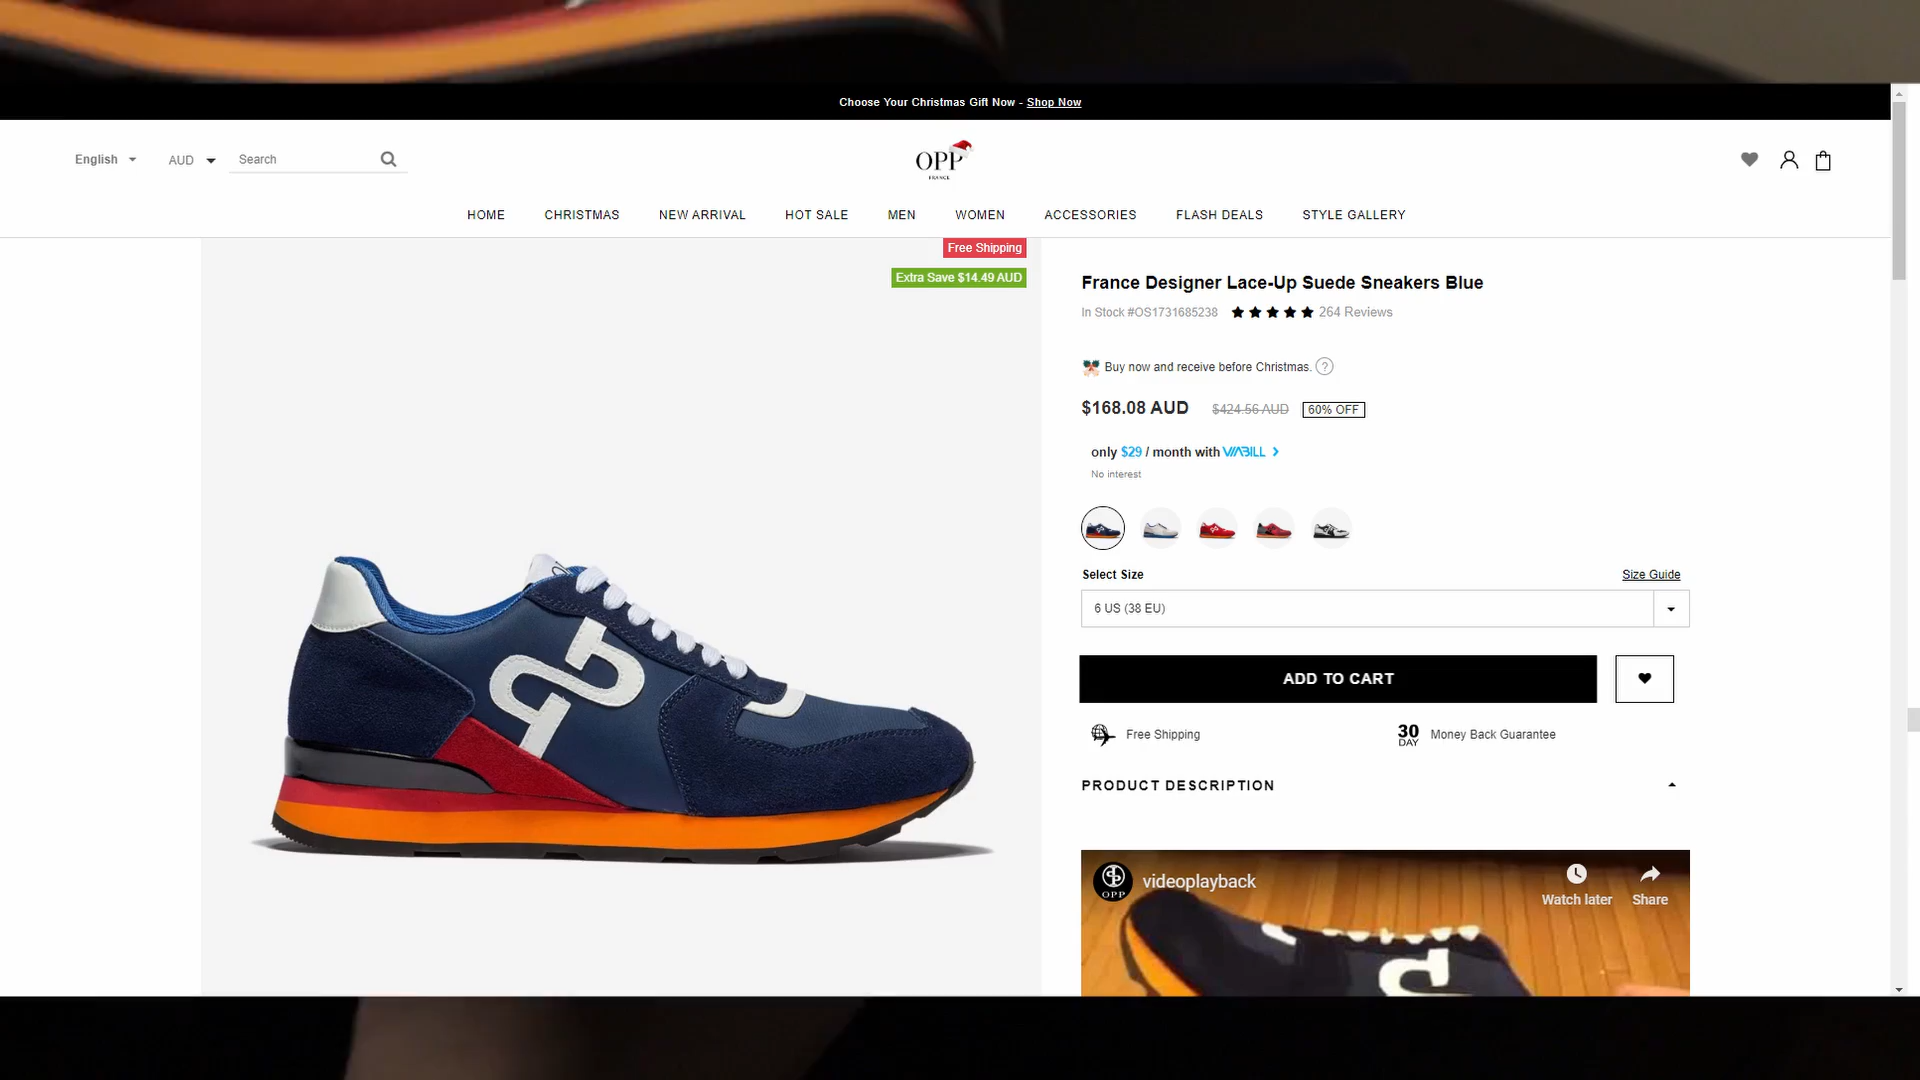 Choose Your Christmas Gift Now - Shop Now
English
AUD
Search
OPP
FRANCE
HOME
CHRISTMAS
NEW ARRIVAL
HOT SALE
MEN
WOMEN
ACCESSORIES
FLASH DEALS
STYLE GALLERY
Free Shipping
Extra Save $14.49 AUD
France Designer Lace-Up Suede Sneakers Blue
In Stock #OS1731685238
264 Reviews
Buy now and receive before Christmas. ?
$168.08 AUD
$424.56 AUD
60% OFF
only $29 / month with VIABILL
No interest
Select Size
Size Guide
6 US (38 EU)
ADD TO CART
Free Shipping
30 DAY
Money Back Guarantee
PRODUCT DESCRIPTION
OPP
videoplayback
Watch later
Share